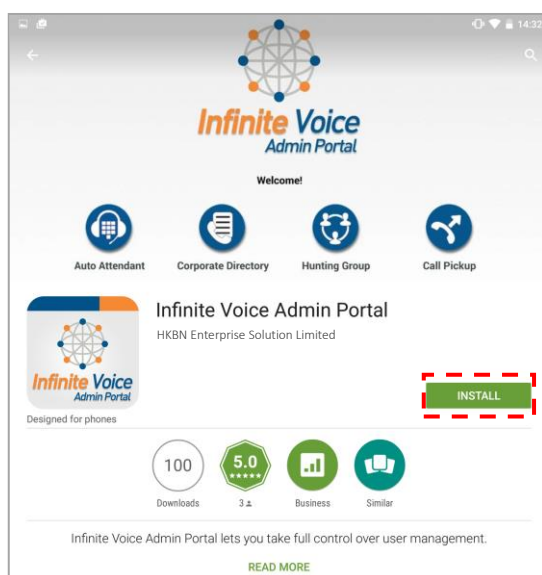 14:32
Infinite Voice
Admin Portal
Welcome!
Auto Attendant Corporate Directory Hunting Group Call Pickup
Infinite Voice Admin Portal
HKBN Enterprise Solution Limited
Infinite Voice
Admin Portal
INSTALL
Designed for phones
100 5.0
Downloads 3 Business Similar
Infinite Voice Admin Portal lets you take full control over user management.
READ MORE